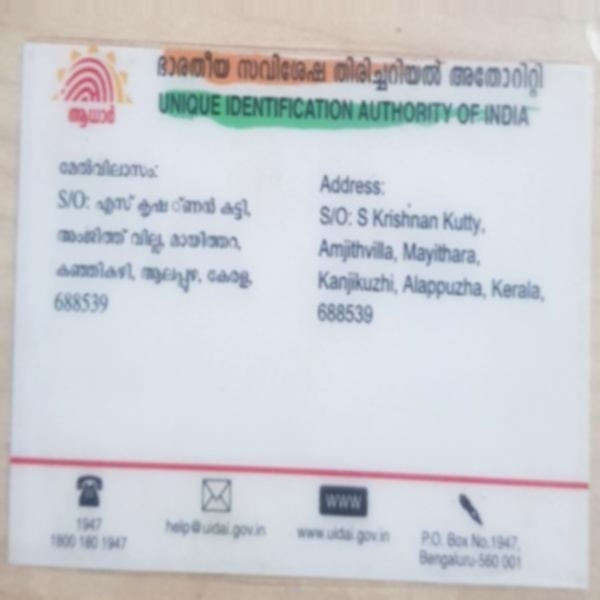 ഭാരതീയ സവിശേഷ തിരിച്ചറിയൽ അതോറിറ്റി
UNIQUE IDENTIFICATION AUTHORITY OF INDIA
ആധാർ
മേൽവിലാസം:
S/O: എസ് കൃഷ ്ണൻ കുട്ടി,
അംജിത്ത് വില്ല, മായിത്തറ,
കഞ്ഞികുഴി, ആലപ്പുഴ, കേരള,
688539
Address:
S/O: S Krishnan Kutty,
Amjithvilla, Mayithara,
Kanjikuzhi, Alappuzha, Kerala,
688539
1947
1800 180 1947
help@uidai.gov.in
www
www.uidai.gov.in
P.O. Box No.1947,
Bengaluru-560 001